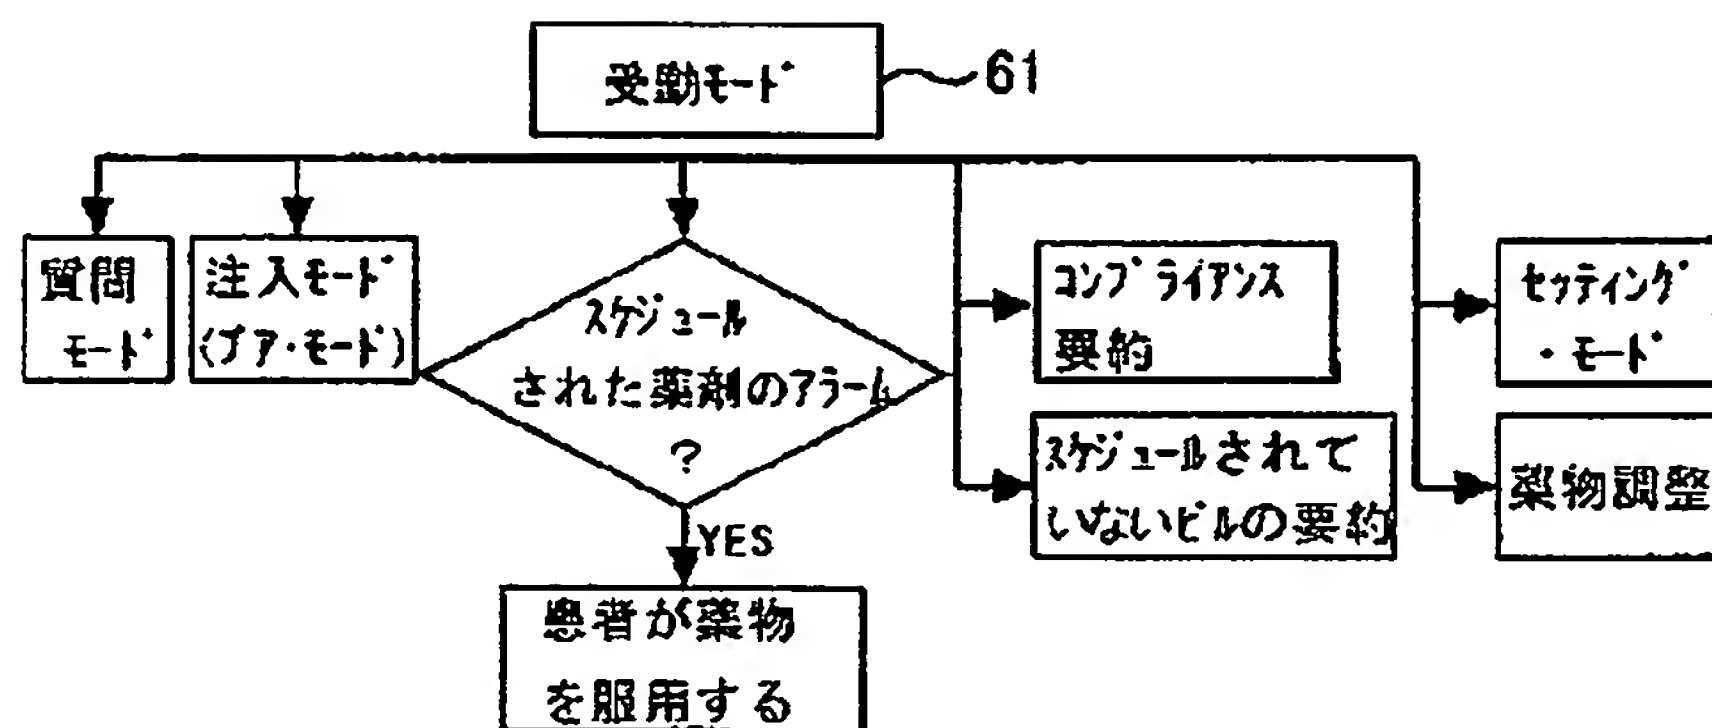 受動モード
61
質問
モード
注入モード
(プア・モード)
スケジュール
された薬剤のアラーム
?
コンプライアンス
要約
セッティング
・モード
スケジュールされて
いないピルの要約
薬物調整
YES
患者が薬物
を服用する